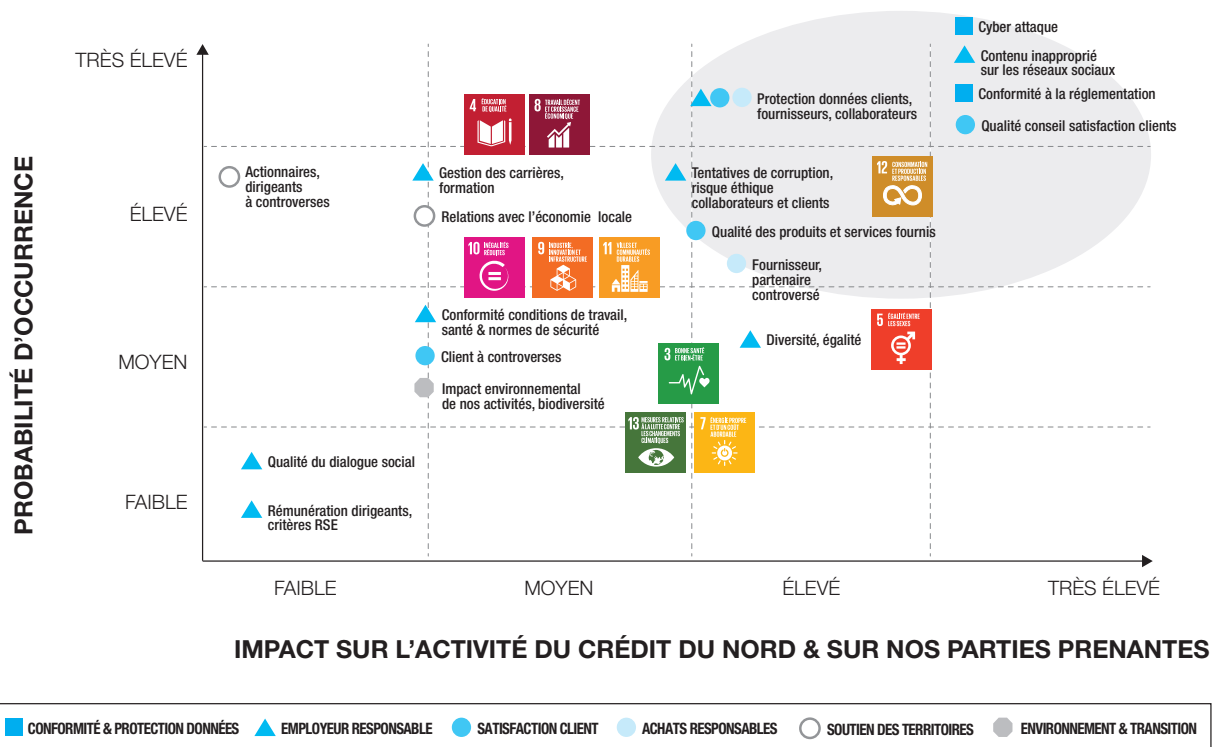 Cyber attaque
Contenu inapproprié
sur les réseaux sociaux
Conformité à la réglementation
Qualité conseil satisfaction clients
TRÈS ÉLEVÉ
4 ÉDUCATION
DE QUALITÉ
8 TRAVAIL DÉCENT
ET CROISSANCE
ÉCONOMIQUE
Protection données clients,
fournisseurs, collaborateurs
PROBABILITÉ D’OCCURRENCE
ÉLEVÉ
Actionnaires,
dirigeants
à controverses
Gestion des carrières,
formation
Relations avec l’économie locale
Tentatives de corruption,
risque éthique
collaborateurs et clients
12 CONSOMMATION
ET PRODUCTION
RESPONSABLES
Qualité des produits et services fournis
10 INÉGALITÉS
RÉDUITES
9 INDUSTRIE,
INNOVATION ET
INFRASTRUCTURE
11 VILLES ET
COMMUNAUTÉS
DURABLES
Fournisseur,
partenaire
controversé
MOYEN
Conformité conditions de travail,
santé & normes de sécurité
Client à controverses
Impact environnemental
de nos activités, biodiversité
3 BONNE SANTÉ
ET BIEN-ÊTRE
Diversité, égalité
5 ÉGALITÉ ENTRE
LES SEXES
13 MESURES RELATIVES
À LA LUTTE CONTRE
LES CHANGEMENTS
CLIMATIQUES
7 ÉNERGIE PROPRE
ET D'UN COÛT
ABORDABLE
FAIBLE
Qualité du dialogue social
Rémunération dirigeants,
critères RSE
FAIBLE
MOYEN
ÉLEVÉ
TRÈS ÉLEVÉ
IMPACT SUR L’ACTIVITÉ DU CRÉDIT DU NORD & SUR NOS PARTIES PRENANTES
CONFORMITÉ & PROTECTION DONNÉES
EMPLOYEUR RESPONSABLE
SATISFACTION CLIENT
ACHATS RESPONSABLES
SOUTIEN DES TERRITOIRES
ENVIRONNEMENT & TRANSITION